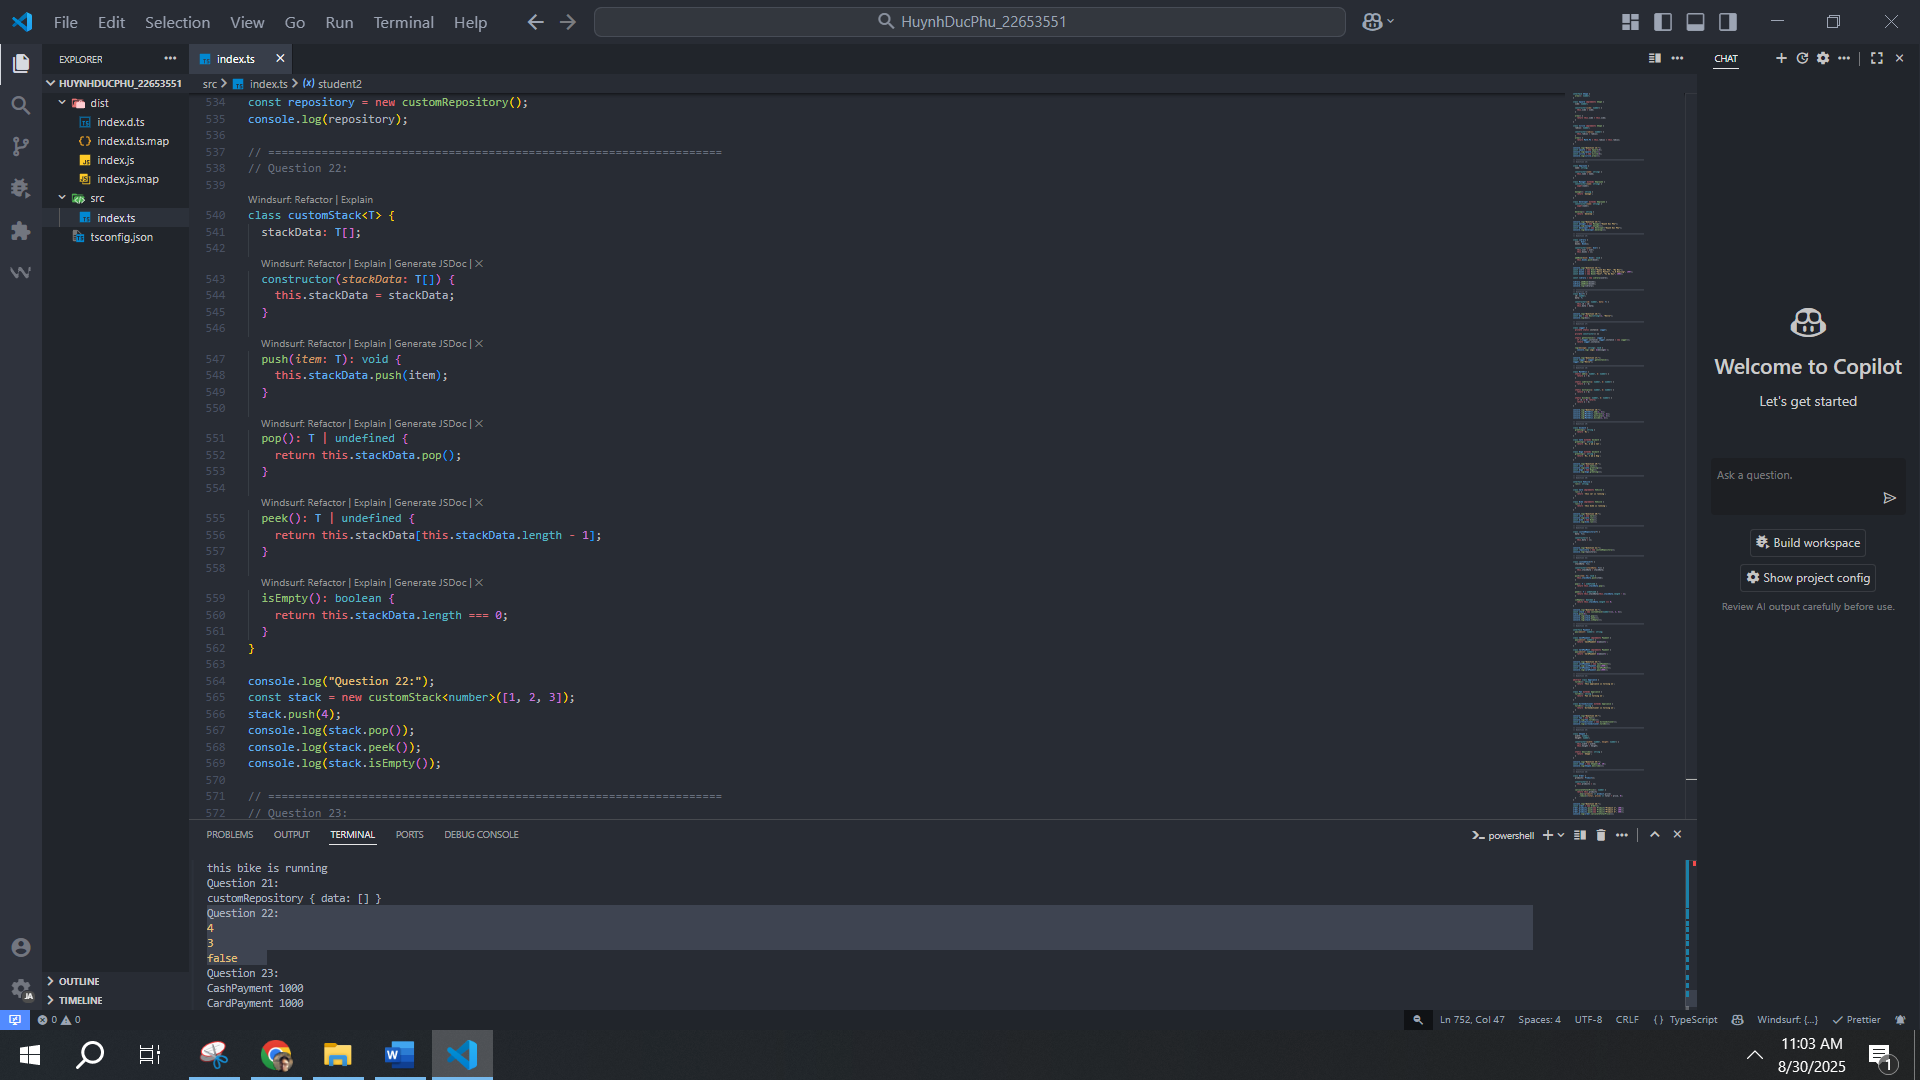 File Edit Selection View Go Run Terminal Help
HuynhDucPhu_22653551
EXPLORER
HUYNHDUCPHU_22653551
dist
index.d.ts
index.d.ts.map
index.js
index.js.map
src
index.ts
tsconfig.json
OUTLINE
TIMELINE
index.ts
src > index.ts > student2
534 const repository = new customRepository();
535 console.log(repository);
536
537 // ====================================================================
538 // Question 22:
539
Windsurf: Refactor | Explain
540 class customStack<T> {
541 stackData: T[];
542
Windsurf: Refactor | Explain | Generate JSDoc | X
543 constructor(stackData: T[]) {
544 this.stackData = stackData;
545 }
546
Windsurf: Refactor | Explain | Generate JSDoc | X
547 push(item: T): void {
548 this.stackData.push(item);
549 }
550
Windsurf: Refactor | Explain | Generate JSDoc | X
551 pop(): T | undefined {
552 return this.stackData.pop();
553 }
554
Windsurf: Refactor | Explain | Generate JSDoc | X
555 peek(): T | undefined {
556 return this.stackData[this.stackData.length - 1];
557 }
558
Windsurf: Refactor | Explain | Generate JSDoc | X
559 isEmpty(): boolean {
560 return this.stackData.length === 0;
561 }
562 }
563
564 console.log("Question 22:");
565 const stack = new customStack<number>([1, 2, 3]);
566 stack.push(4);
567 console.log(stack.pop());
568 console.log(stack.peek());
569 console.log(stack.isEmpty());
570
571 // ====================================================================
572 // Question 23:
PROBLEMS OUTPUT TERMINAL PORTS DEBUG CONSOLE
powershell
this bike is running
Question 21:
customRepository { data: [] }
Question 22:
4
3
false
Question 23:
CashPayment 1000
CardPayment 1000
CHAT
Welcome to Copilot
Let's get started
Ask a question.
Build workspace
Show project config
Review AI output carefully before use.
0 0
Ln 752, Col 47 Spaces: 4 UTF-8 CRLF {} TypeScript Windsurf: {...} Prettier
JA
11:03 AM
8/30/2025
1